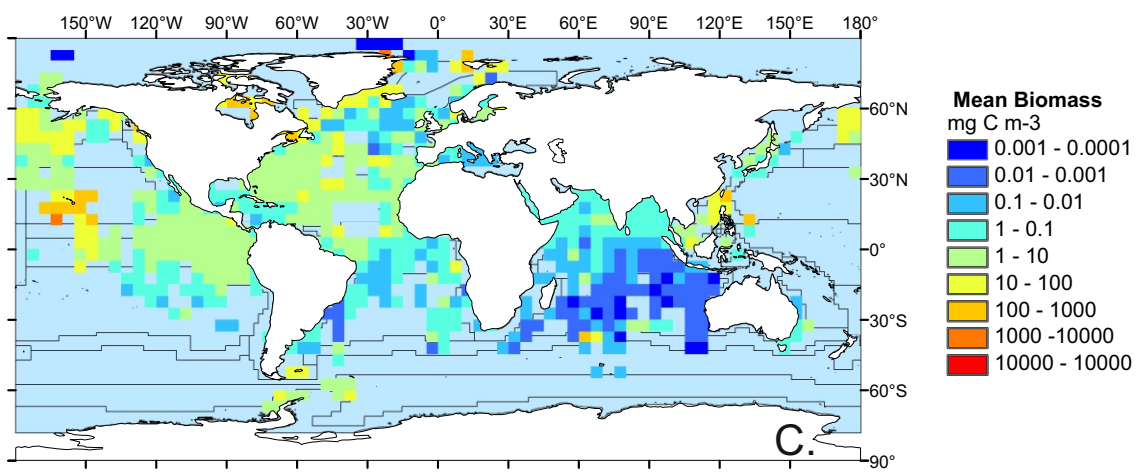 150°W 120°W 90°W 60°W 30°W 0° 30°E 60°E 90°E 120°E 150°E 180°
60°N
30°N
0°
30°S
60°S
90°
C.
Mean Biomass
mg C m-3
0.001 - 0.0001
0.01 - 0.001
0.1 - 0.01
1 - 0.1
1 - 10
10 - 100
100 - 1000
1000 -10000
10000 - 10000